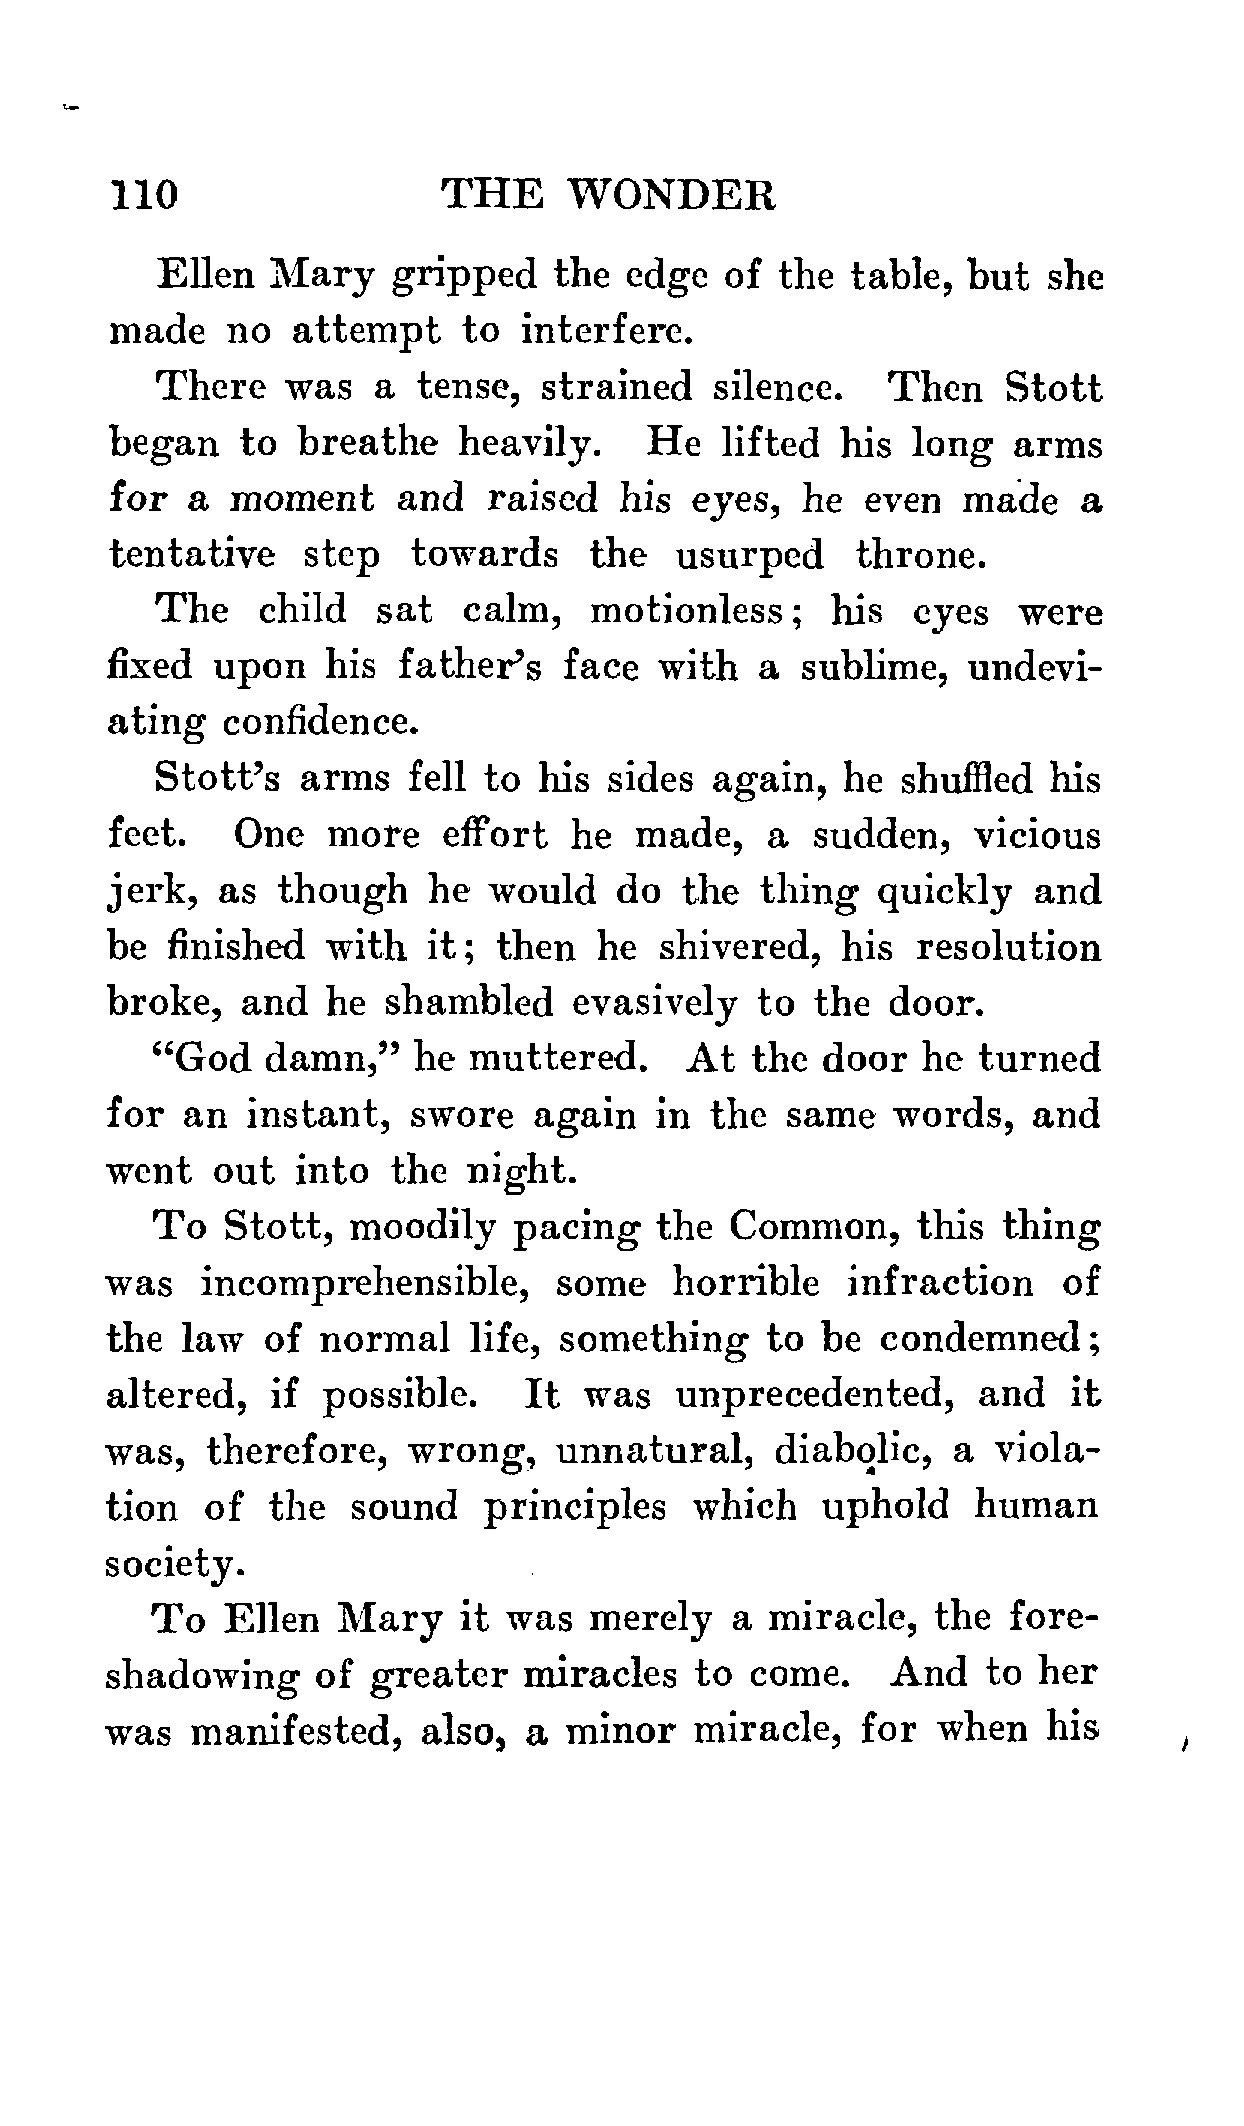 110 THE WONDER
Ellen Mary gripped the edge of the table, but she
made no attempt to interfere.
There was a tense, strained silence. Then Stott
began to breathe heavily. He lifted his long arms
for a moment and raised his eyes, he even made a
tentative step towards the usurped throne.
The child sat calm, motionless; his eyes were
fixed upon his father's face with a sublime, undevi-
ating confidence.
Stott's arms fell to his sides again, he shuffled his
feet. One more effort he made, a sudden, vicious
jerk, as though he would do the thing quickly and
be finished with it; then he shivered, his resolution
broke, and he shambled evasively to the door.
"God damn," he muttered. At the door he turned
for an instant, swore again in the same words, and
went out into the night.
To Stott, moodily pacing the Common, this thing
was incomprehensible, some horrible infraction of
the law of normal life, something to be condemned;
altered, if possible. It was unprecedented, and it
was, therefore, wrong, unnatural, diabolic, a viola-
tion of the sound principles which uphold human
society.
To Ellen Mary it was merely a miracle, the fore-
shadowing of greater miracles to come. And to her
was manifested, also, a minor miracle, for when his